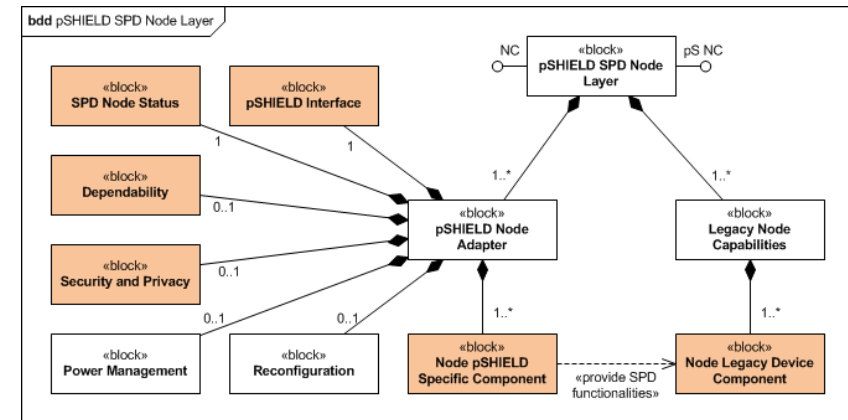 bdd pSHIELD SPD Node Layer
NC
«block»
pSHIELD SPD Node
Layer
pS NC
«block»
SPD Node Status
«block»
pSHIELD Interface
1
1
1..*
1..*
«block»
Dependability
0..1
«block»
pSHIELD Node
Adapter
«block»
Legacy Node
Capabilities
«block»
Security and Privacy
0..1
0..1
0..1
1..*
1..*
«block»
Power Management
«block»
Reconfiguration
«block»
Node pSHIELD
Specific Component
«provide SPD
functionalities»
«block»
Node Legacy Device
Component